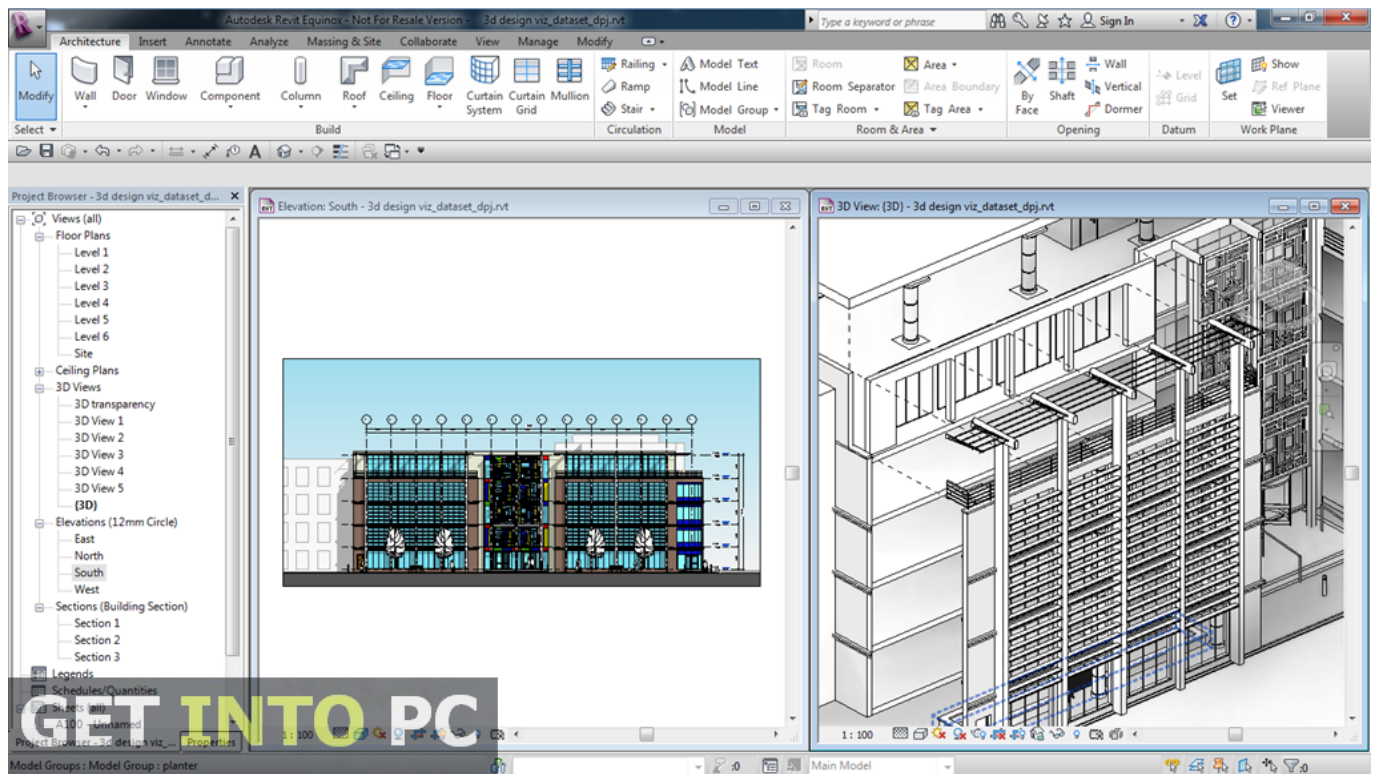 Autodesk Revit Equinox - Not For Resale Version - 3d design viz_dataset_dpj.rvt
Type a keyword or phrase
Sign In
Architecture Insert Annotate Analyze Massing & Site Collaborate View Manage Modify
Modify Wall Door Window Component Column Roof Ceiling Floor Curtain System Curtain Grid Mullion
Railing Model Text Room Area Wall Level Show
Ramp Model Line Room Separator Area Boundary By Face Shaft Vertical Grid Set Ref Plane
Stair Model Group Tag Room Tag Area Dormer Viewer
Select Build Circulation Model Room & Area Opening Datum Work Plane
Project Browser - 3d design viz_dataset_d...
Views (all)
Floor Plans
Level 1
Level 2
Level 3
Level 4
Level 5
Level 6
Site
Ceiling Plans
3D Views
3D transparency
3D View 1
3D View 2
3D View 3
3D View 4
3D View 5
{3D}
Elevations (12mm Circle)
East
North
South
West
Sections (Building Section)
Section 1
Section 2
Section 3
Legends
Schedules/Quantities
Sheets (all)
A100 - Unnamed
Project Browser - 3d design viz_... Properties
Elevation: South - 3d design viz_dataset_dpj.rvt
1 : 100
3D View: {3D} - 3d design viz_dataset_dpj.rvt
1 : 100
GET INTO PC
Model Groups : Model Group : planter
:0
Main Model
:0